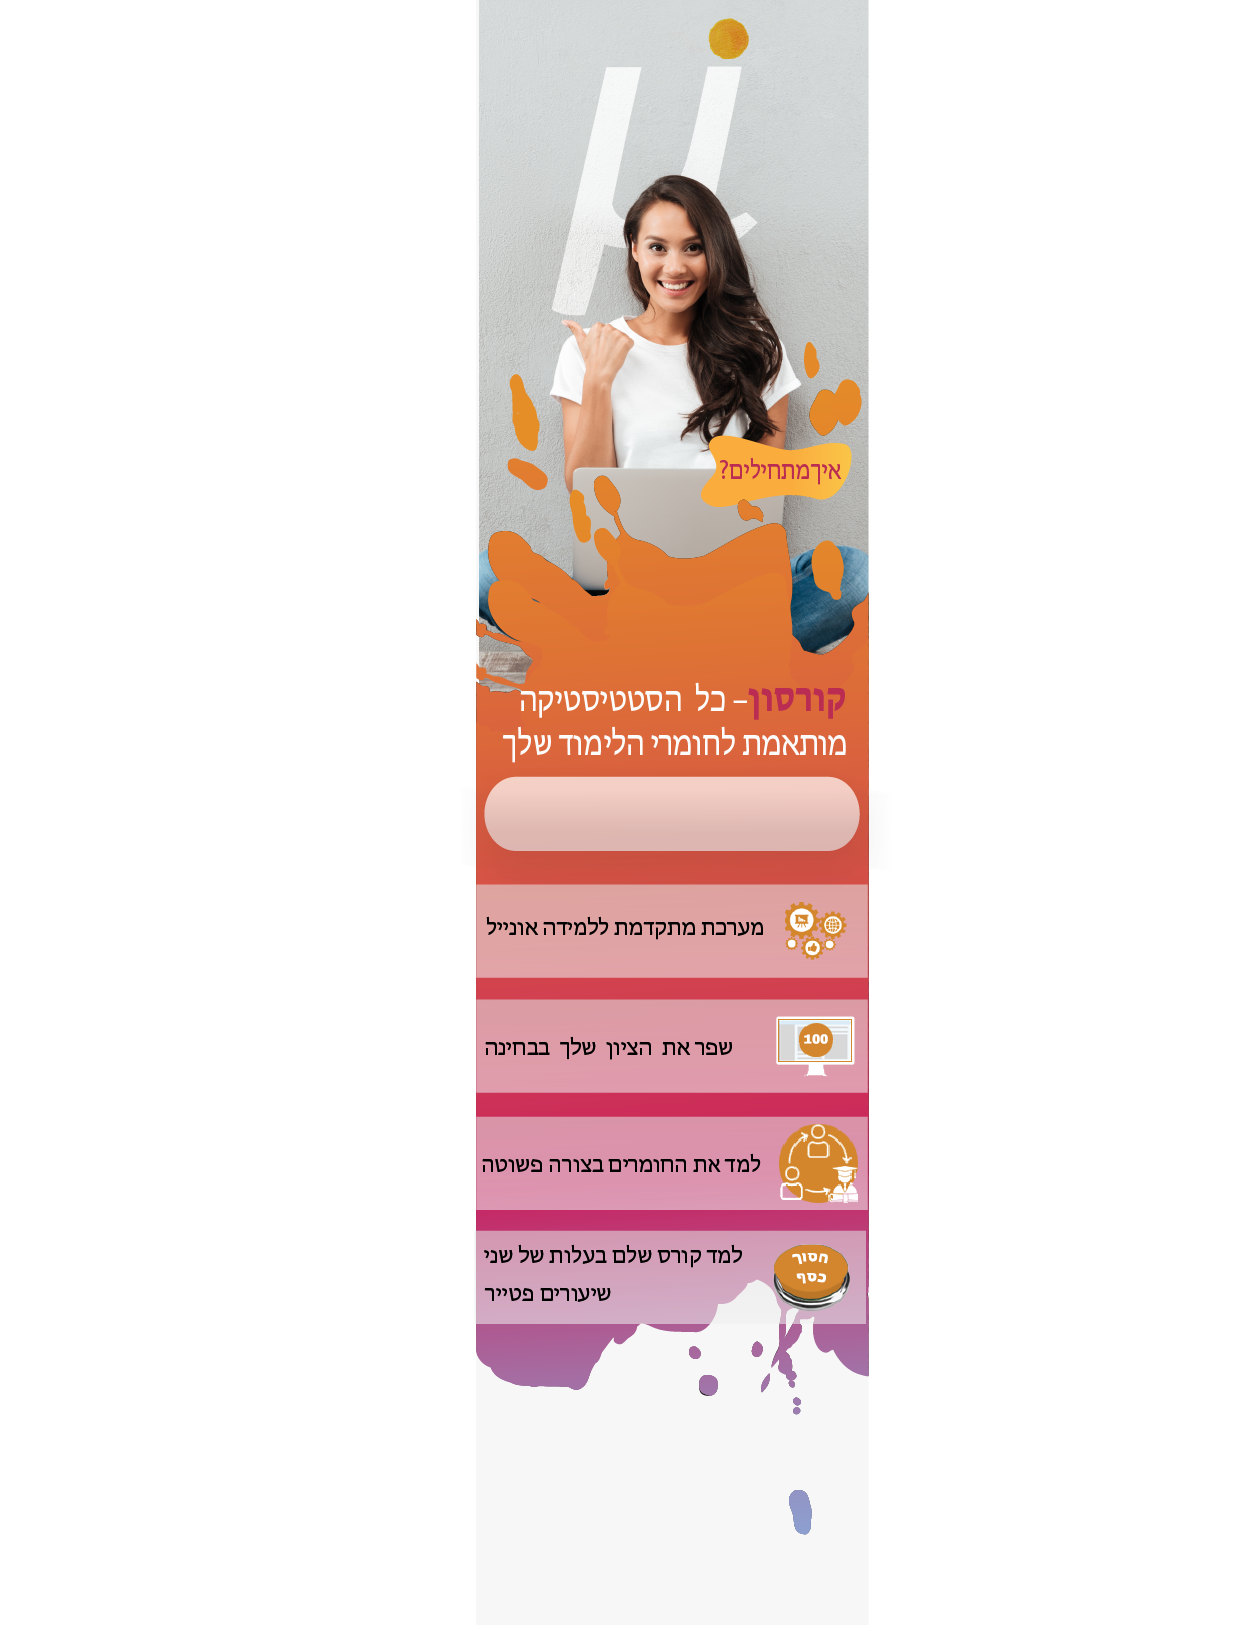 μ
איךמתחילים?
קורסון– כל הסטטיסטיקה
מותאמת לחומרי הלימוד שלך
מערכת מתקדמת ללמידה אונייל
שפר את הציון שלך בבחינה
100
למד את החומרים בצורה פשוטה
למד קורס שלם בעלות של שני
שיעורים פטייר
חסוך
כסף